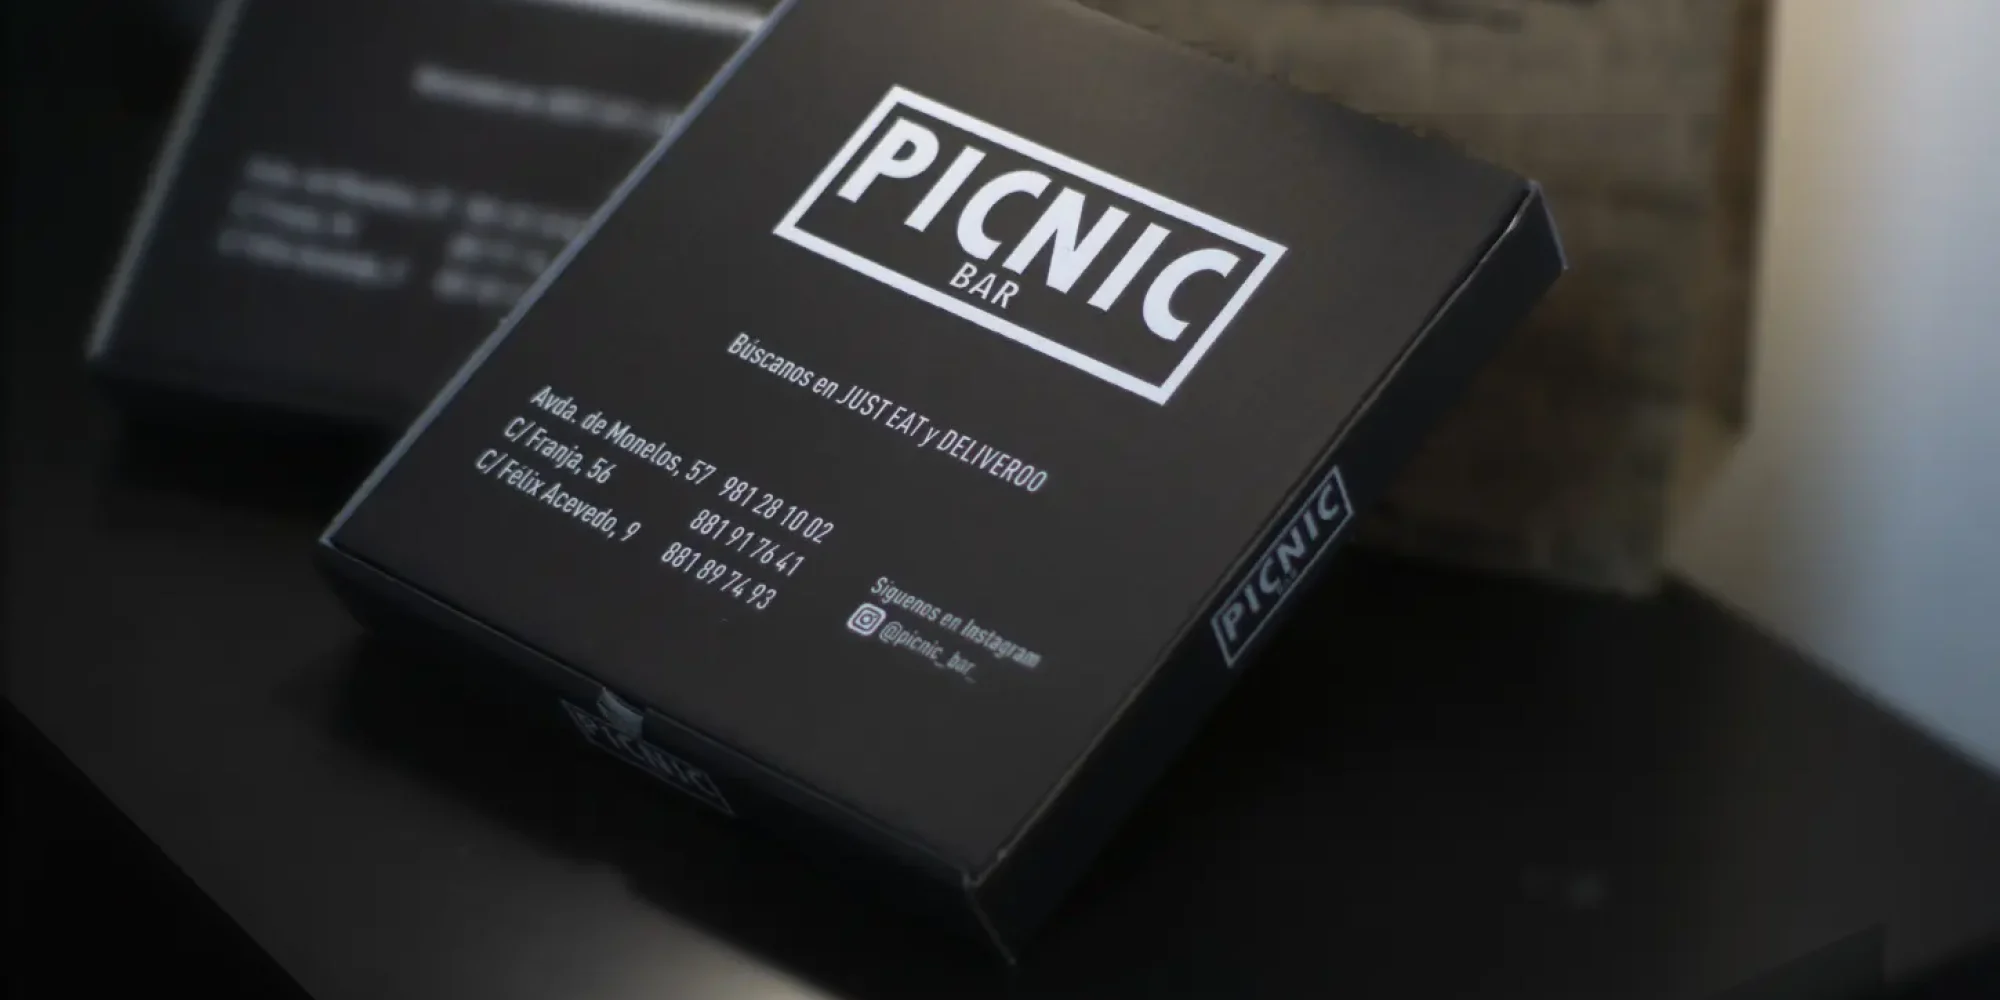 PICNIC
BAR
Búscanos en JUST EAT y DELIVEROO
Avda. de Monelos, 57 981 28 10 02
C/ Franja, 56 881 91 76 41
C/ Félix Acevedo, 9 881 89 74 93
Síguenos en Instagram
@picnic_bar_
PICNIC
PICNIC